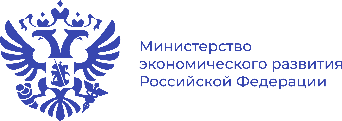 Министерство
экономического развития
Российской Федерации